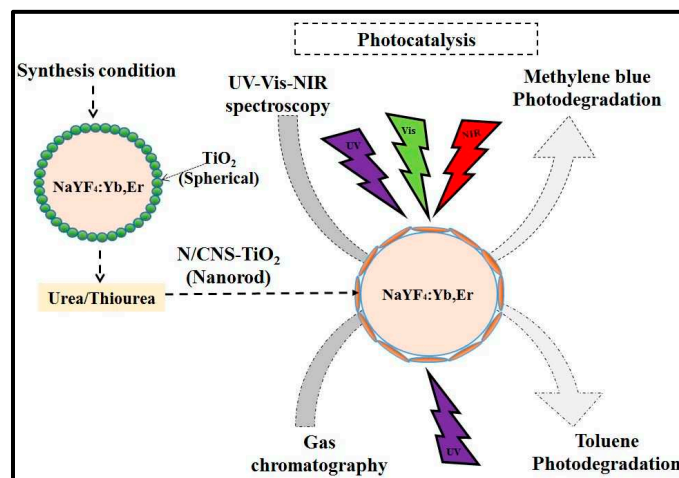 Photocatalysis
Synthesis condition
UV-Vis-NIR
spectroscopy
Methylene blue
Photodegradation
UV
Vis
NIR
TiO₂
(Spherical)
NaYF₄:Yb,Er
N/CNS-TiO₂
(Nanorod)
Urea/Thiourea
NaYF₄:Yb,Er
Gas
chromatography
UV
Toluene
Photodegradation